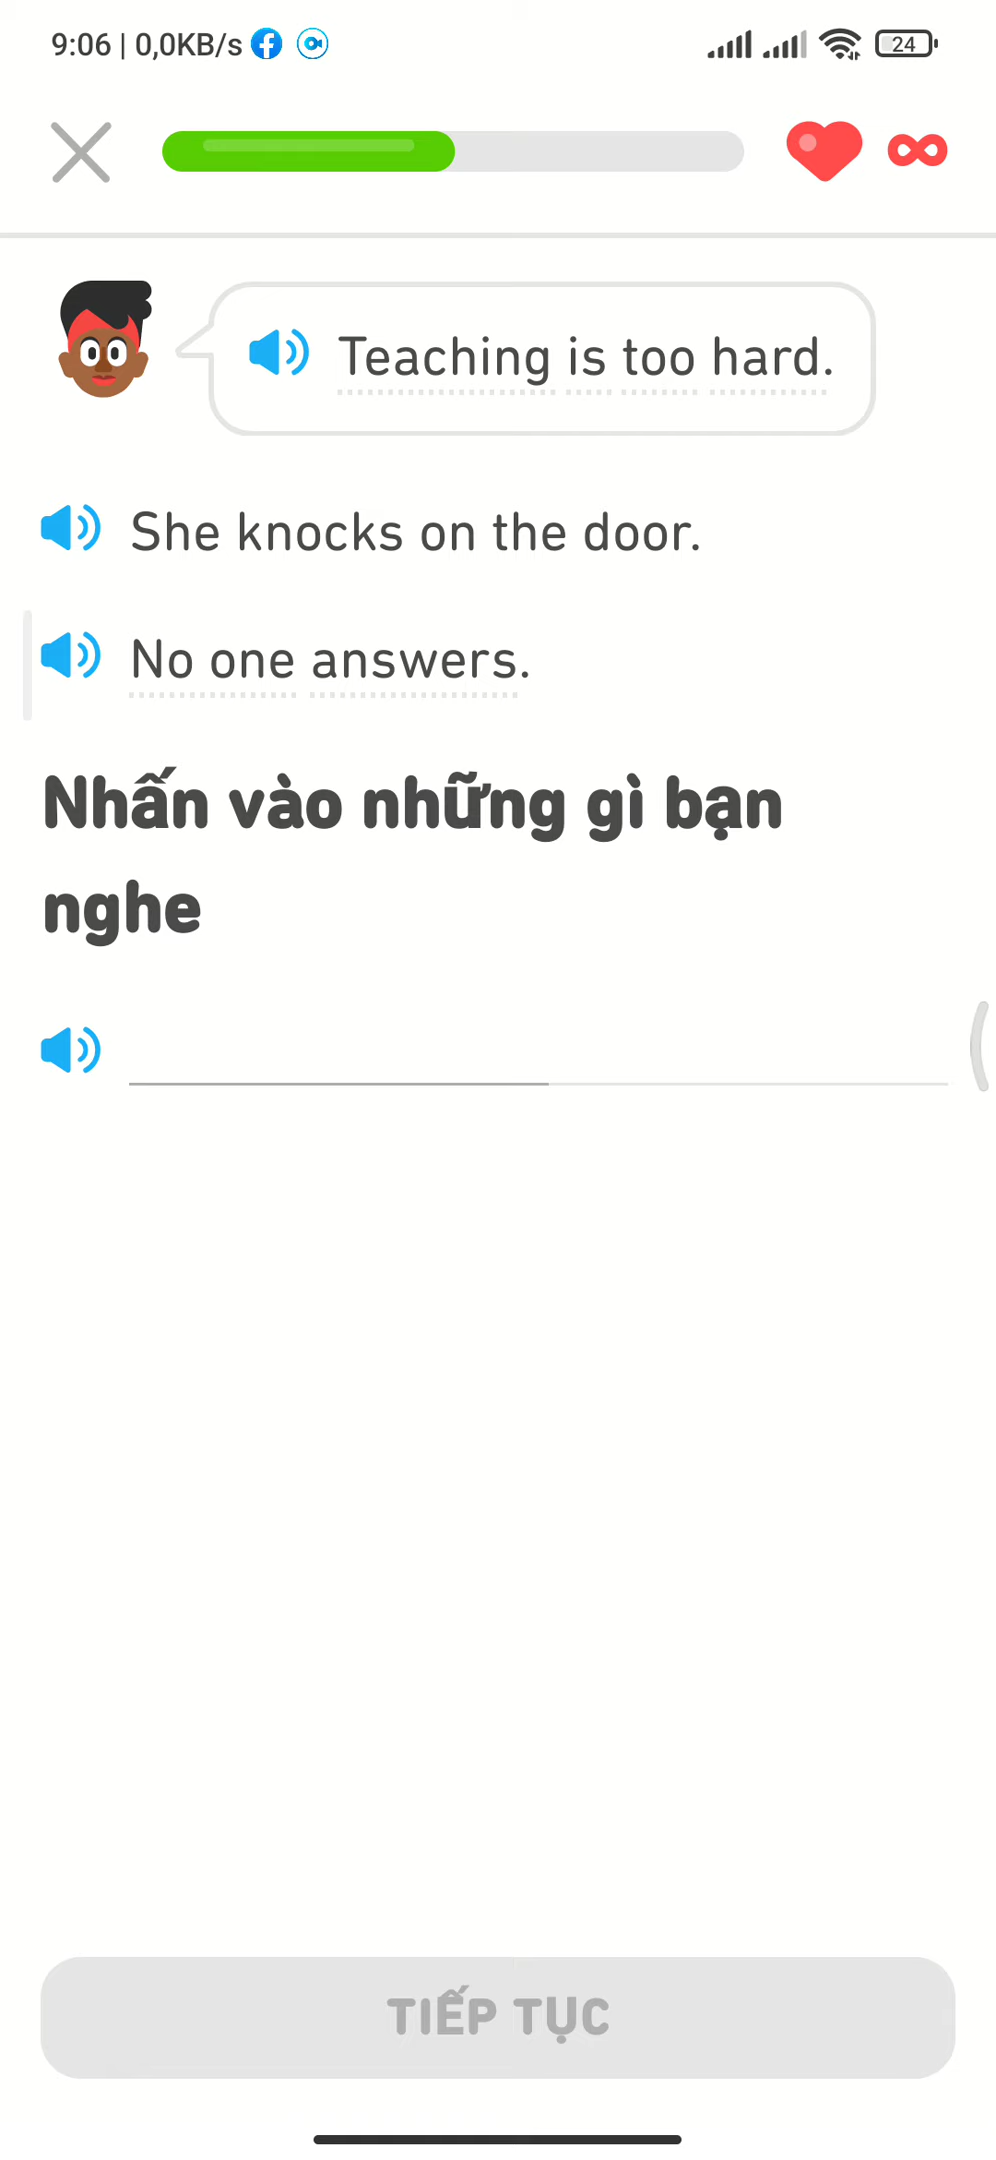 9:06 | 0,0KB/s
24
Teaching is too hard.
She knocks on the door.
No one answers.
Nhấn vào những gì bạn
nghe
TIẾP TỤC